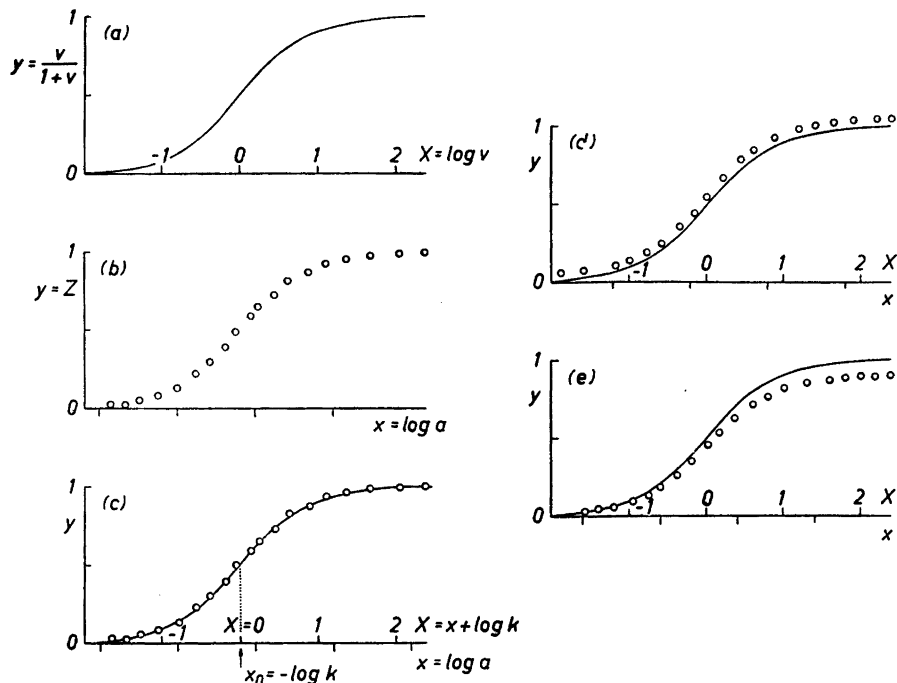 1
(a)
y = v/(1+v)
0
-1 0 1 2 X = log v
1
(b)
y = Z
0
x = log a
1
(c)
y
0
-1 X = 0 1 2 X = x + log k
x₀ = -log k x = log a
1
(d)
y
0
-1 0 1 2 X
x
1
(e)
y
0
-1 0 1 2 X
x